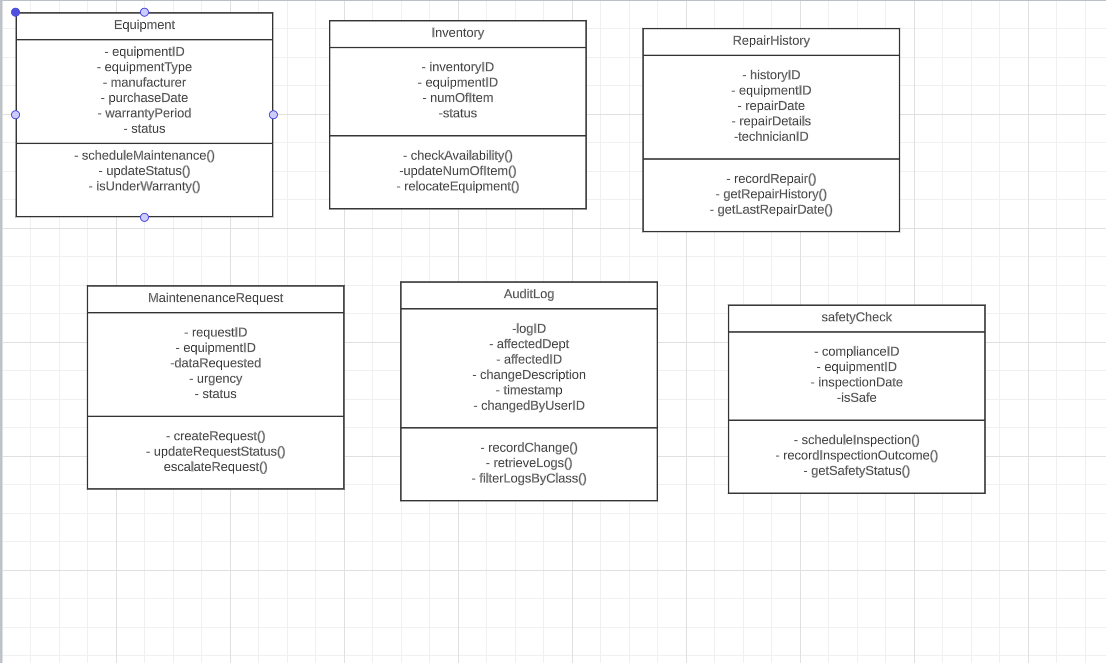 Equipment
- equipmentID
- equipmentType
- manufacturer
- purchaseDate
- warrantyPeriod
- status
- scheduleMaintenance()
- updateStatus()
- isUnderWarranty()
Inventory
- inventoryID
- equipmentID
- numOfItem
-status
- checkAvailability()
-updateNumOfItem()
- relocateEquipment()
RepairHistory
- historyID
- equipmentID
- repairDate
- repairDetails
-technicianID
- recordRepair()
- getRepairHistory()
- getLastRepairDate()
MaintenenanceRequest
- requestID
- equipmentID
-dataRequested
- urgency
- status
- createRequest()
- updateRequestStatus()
escalateRequest()
AuditLog
-logID
- affectedDept
- affectedID
- changeDescription
- timestamp
- changedByUserID
- recordChange()
- retrieveLogs()
- filterLogsByClass()
safetyCheck
- complianceID
- equipmentID
- inspectionDate
-isSafe
- scheduleInspection()
- recordInspectionOutcome()
- getSafetyStatus()